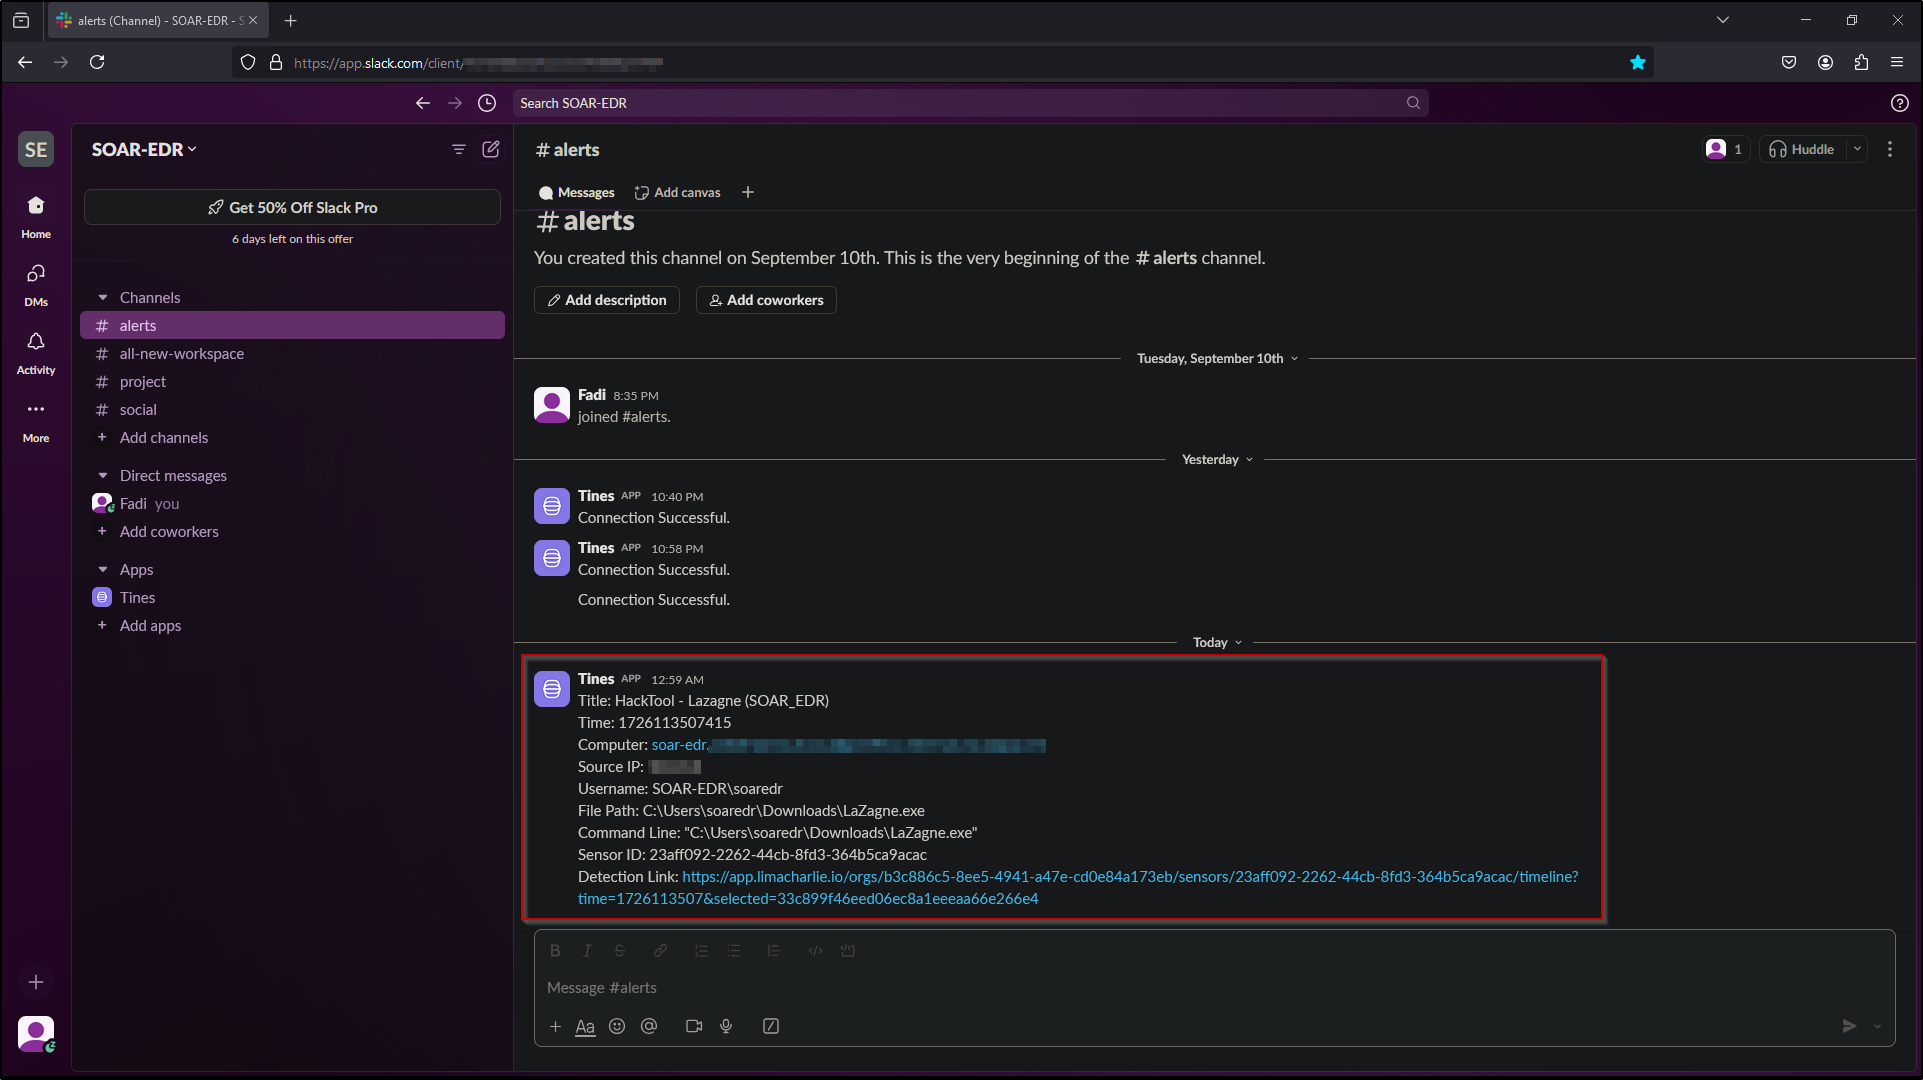 alerts (Channel) - SOAR-EDR - S
https://app.slack.com/client/
Search SOAR-EDR
SE
SOAR-EDR
Get 50% Off Slack Pro
6 days left on this offer
Home
DMs
Activity
More
Channels
# alerts
# all-new-workspace
# project
# social
+ Add channels
Direct messages
Fadi you
+ Add coworkers
Apps
Tines
+ Add apps
# alerts
1
Huddle
Messages
Add canvas
# alerts
You created this channel on September 10th. This is the very beginning of the # alerts channel.
Add description
Add coworkers
Tuesday, September 10th
Fadi 8:35 PM
joined #alerts.
Yesterday
Tines APP 10:40 PM
Connection Successful.
Tines APP 10:58 PM
Connection Successful.
Connection Successful.
Today
Tines APP 12:59 AM
Title: HackTool - Lazagne (SOAR_EDR)
Time: 1726113507415
Computer: soar-edr.
Source IP:
Username: SOAR-EDR\soaredr
File Path: C:\Users\soaredr\Downloads\LaZagne.exe
Command Line: "C:\Users\soaredr\Downloads\LaZagne.exe"
Sensor ID: 23aff092-2262-44cb-8fd3-364b5ca9acac
Detection Link: https://app.limacharlie.io/orgs/b3c886c5-8ee5-4941-a47e-cd0e84a173eb/sensors/23aff092-2262-44cb-8fd3-364b5ca9acac/timeline?
time=1726113507&selected=33c899f46eed06ec8a1eeeaa66e266e4
Message #alerts
Aa